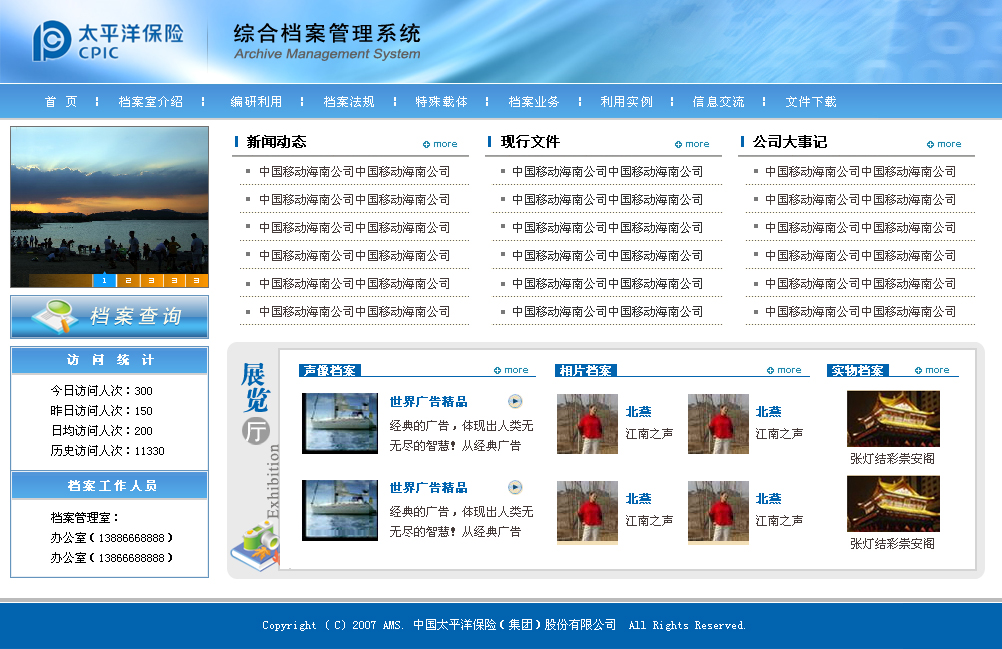 太平洋保险
CPIC
综合档案管理系统
Archive Management System
首 页
档案室介绍
编研利用
档案法规
特殊载体
档案业务
利用实例
信息交流
文件下载
1 2 3 3 3
档案查询
访 问 统 计
今日访问人次：300
昨日访问人次：150
日均访问人次：200
历史访问人次：11330
档案工作人员
档案管理室：
办公室（13886668888）
办公室（13866668888）
新闻动态 more
中国移动海南公司中国移动海南公司
中国移动海南公司中国移动海南公司
中国移动海南公司中国移动海南公司
中国移动海南公司中国移动海南公司
中国移动海南公司中国移动海南公司
中国移动海南公司中国移动海南公司
现行文件 more
中国移动海南公司中国移动海南公司
中国移动海南公司中国移动海南公司
中国移动海南公司中国移动海南公司
中国移动海南公司中国移动海南公司
中国移动海南公司中国移动海南公司
中国移动海南公司中国移动海南公司
公司大事记 more
中国移动海南公司中国移动海南公司
中国移动海南公司中国移动海南公司
中国移动海南公司中国移动海南公司
中国移动海南公司中国移动海南公司
中国移动海南公司中国移动海南公司
中国移动海南公司中国移动海南公司
展览厅
Exhibition
声像档案 more
世界广告精品
经典的广告，体现出人类无
无尽的智慧！从经典广告
世界广告精品
经典的广告，体现出人类无
无尽的智慧！从经典广告
相片档案 more
北燕
江南之声
北燕
江南之声
北燕
江南之声
北燕
江南之声
实物档案 more
张灯结彩崇安阁
张灯结彩崇安阁
Copyright (C) 2007 AMS. 中国太平洋保险（集团）股份有限公司 All Rights Reserved.